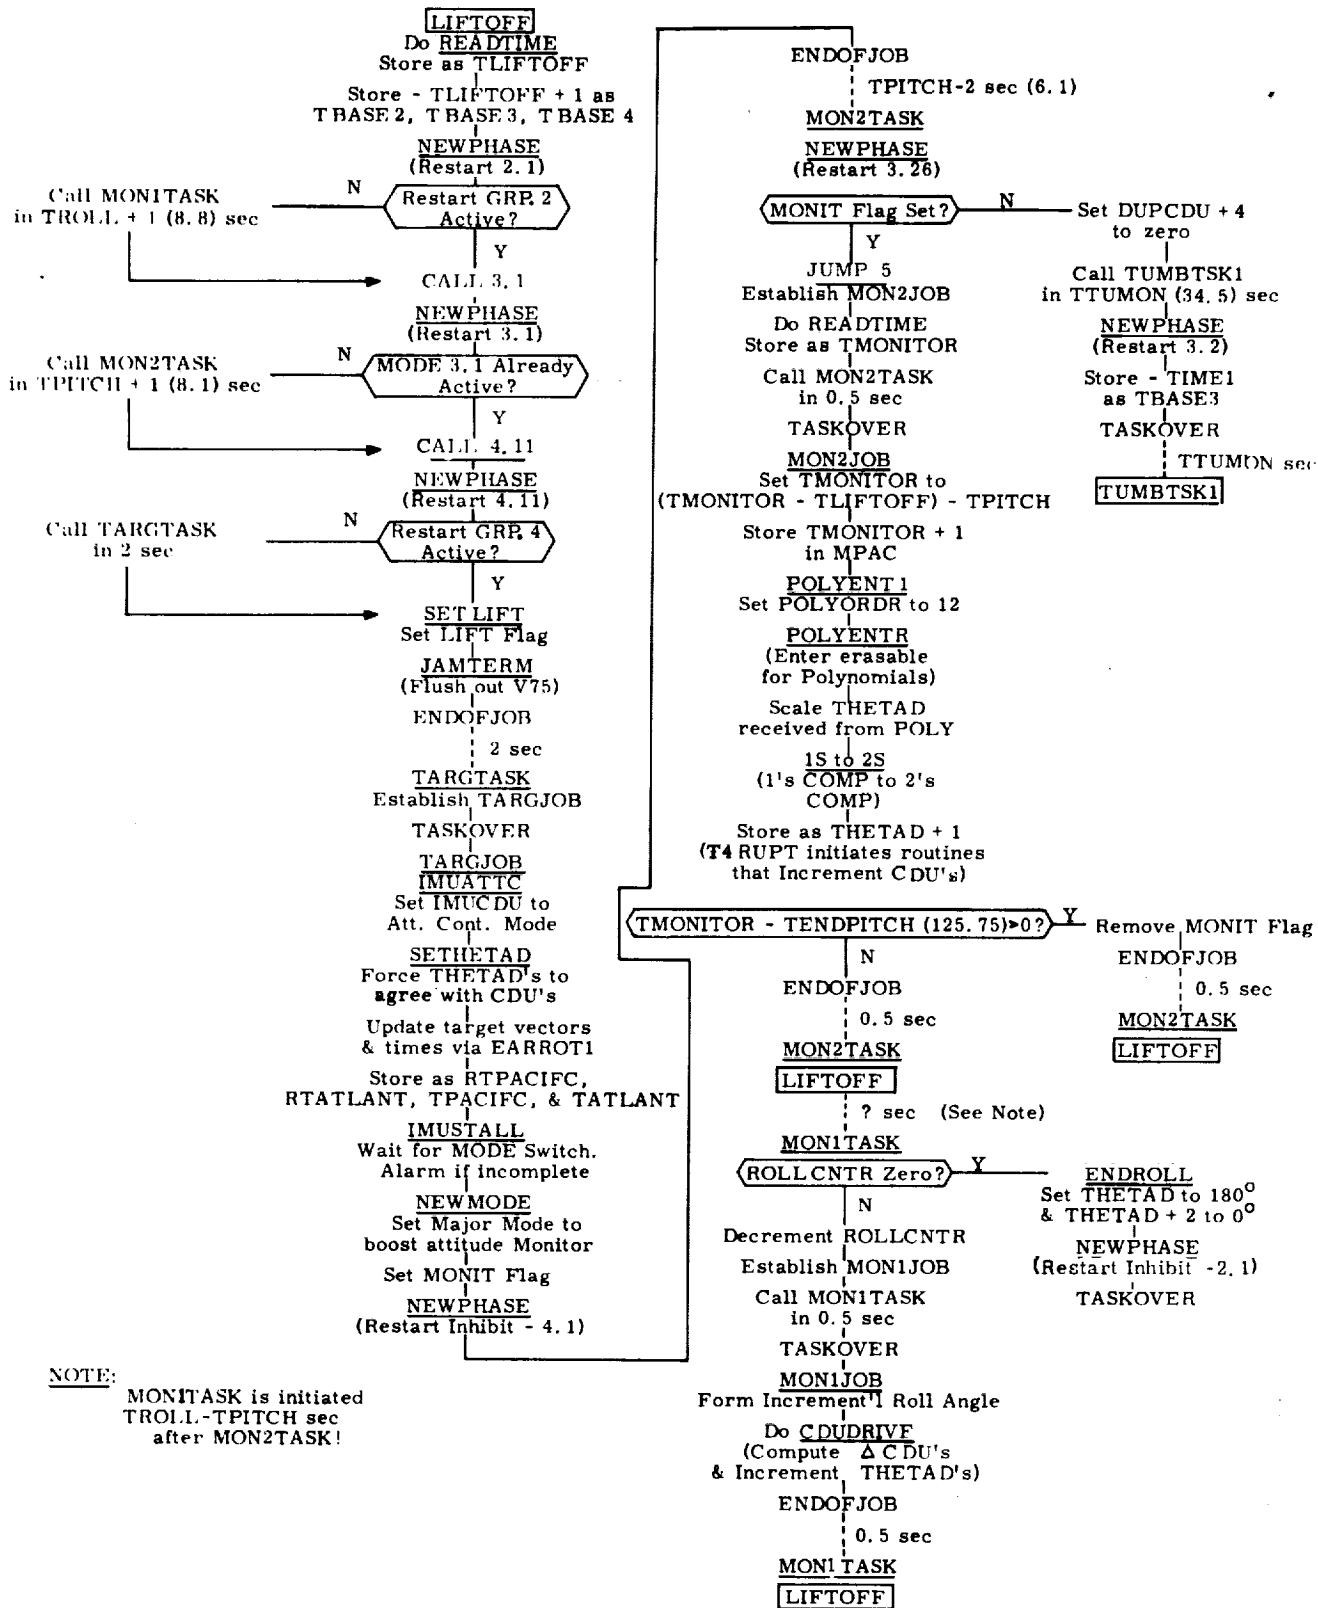 LIFTOFF
Do READTIME
Store as TLIFTOFF
Store - TLIFTOFF + 1 as
TBASE 2, TBASE 3, TBASE 4
NEWPHASE
(Restart 2.1)
Restart GRP. 2
Active?
N
Call MON1TASK
in TROLL + 1 (8.8) sec
Y
CALL 3.1
NEWPHASE
(Restart 3.1)
MODE 3.1 Already
Active?
N
Call MON2TASK
in TPITCH + 1 (8.1) sec
Y
CALL 4.11
NEWPHASE
(Restart 4.11)
Restart GRP. 4
Active?
N
Call TARGTASK
in 2 sec
Y
SET LIFT
Set LIFT Flag
JAMTERM
(Flush out V75)
ENDOFJOB
2 sec
TARGTASK
Establish TARGJOB
TASKOVER
TARGJOB
IMUATTC
Set IMUCDU to
Att. Cont. Mode
SETHETAD
Force THETAD's to
agree with CDU's
Update target vectors
& times via EARROT1
Store as RTPACIFC,
RTATLANT, TPACIFC, & TATLANT
IMUSTALL
Wait for MODE Switch.
Alarm if incomplete
NEWMODE
Set Major Mode to
boost attitude Monitor
Set MONIT Flag
NEWPHASE
(Restart Inhibit - 4.1)
NOTE:
MON1TASK is initiated
TROLL-TPITCH sec
after MON2TASK!
ENDOFJOB
TPITCH-2 sec (6.1)
MON2TASK
NEWPHASE
(Restart 3.26)
MONIT Flag Set?
N
Set DUPCDU + 4
to zero
Call TUMBTSK1
in TTUMON (34.5) sec
NEWPHASE
(Restart 3.2)
Store - TIME1
as TBASE3
TASKOVER
TTUMON sec
TUMBTSK1
Y
JUMP 5
Establish MON2JOB
Do READTIME
Store as TMONITOR
Call MON2TASK
in 0.5 sec
TASKOVER
MON2JOB
Set TMONITOR to
(TMONITOR - TLIFTOFF) - TPITCH
Store TMONITOR + 1
in MPAC
POLYENT 1
Set POLYORDR to 12
POLYENTR
(Enter erasable
for Polynomials)
Scale THETAD
received from POLY
1S to 2S
(1's COMP to 2's
COMP)
Store as THETAD + 1
(T4 RUPT initiates routines
that Increment CDU's)
TMONITOR - TENDPITCH (125.75)>0?
Y
Remove MONIT Flag
ENDOFJOB
0.5 sec
MON2TASK
LIFTOFF
N
ENDOFJOB
0.5 sec
MON2TASK
LIFTOFF
? sec (See Note)
MON1TASK
ROLLCNTR Zero?
Y
ENDROLL
Set THETAD to 180°
& THETAD + 2 to 0°
NEWPHASE
(Restart Inhibit -2.1)
TASKOVER
N
Decrement ROLLCNTR
Establish MON1JOB
Call MON1TASK
in 0.5 sec
TASKOVER
MON1JOB
Form Increment'l Roll Angle
Do CDUDRIVE
(Compute Δ CDU's
& Increment THETAD's)
ENDOFJOB
0.5 sec
MON1 TASK
LIFTOFF